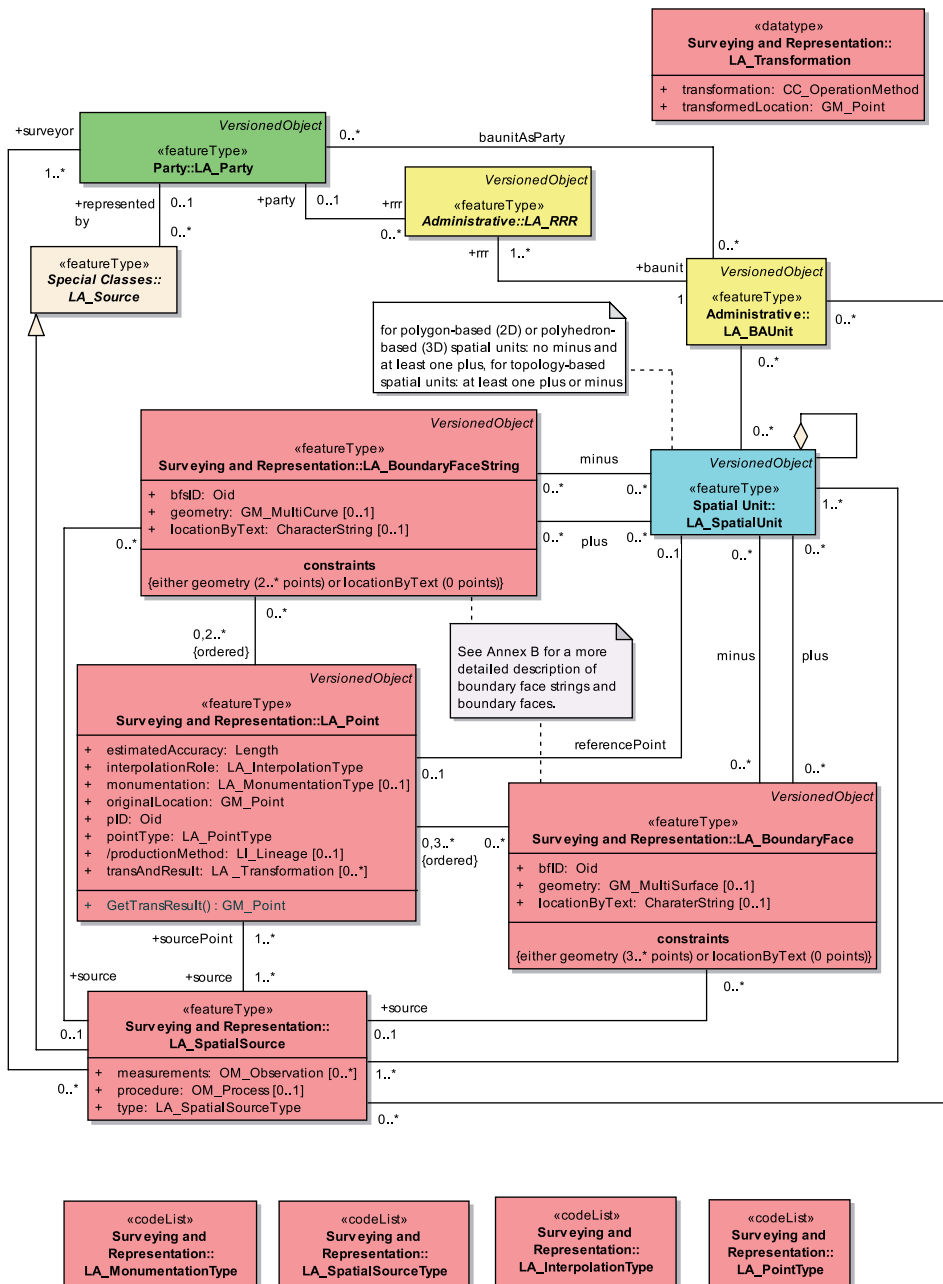 «datatype»
Surveying and Representation::
LA_Transformation
+ transformation: CC_OperationMethod
+ transformedLocation: GM_Point
+surveyor
1..*
VersionedObject
«featureType»
Party::LA_Party
0..*
baunitAsParty
+represented
by
0..1
0..*
+party
0..1
+rrr
0..*
VersionedObject
«featureType»
Administrative::LA_RRR
+rrr
1..*
0..*
+baunit
1
«featureType»
Special Classes::
LA_Source
VersionedObject
«featureType»
Administrative::
LA_BAUnit
0..*
0..*
for polygon-based (2D) or polyhedron-
based (3D) spatial units: no minus and
at least one plus, for topology-based
spatial units: at least one plus or minus
0..*
VersionedObject
«featureType»
Surveying and Representation::LA_BoundaryFaceString
+ bfsID: Oid
+ geometry: GM_MultiCurve [0..1]
+ locationByText: CharacterString [0..1]
constraints
{either geometry (2..* points) or locationByText (0 points)}
minus
0..*
0..*
0..*
0..*
plus
VersionedObject
«featureType»
Spatial Unit::
LA_SpatialUnit
1..*
0..1
0..*
0..*
0..*
0..*
0,2..*
{ordered}
See Annex B for a more
detailed description of
boundary face strings and
boundary faces.
minus
plus
VersionedObject
«featureType»
Surveying and Representation::LA_Point
+ estimatedAccuracy: Length
+ interpolationRole: LA_InterpolationType
+ monumentation: LA_MonumentationType [0..1]
+ originalLocation: GM_Point
+ pID: Oid
+ pointType: LA_PointType
+ /productionMethod: LI_Lineage [0..1]
+ transAndResult: LA_Transformation [0..*]
+ GetTransResult() : GM_Point
referencePoint
0..1
0..*
0..*
0,3..*
{ordered}
0..*
VersionedObject
«featureType»
Surveying and Representation::LA_BoundaryFace
+ bfID: Oid
+ geometry: GM_MultiSurface [0..1]
+ locationByText: CharaterString [0..1]
constraints
{either geometry (3..* points) or locationByText (0 points)}
+sourcePoint
1..*
+source
+source
1..*
+source
0..*
0..1
0..1
«featureType»
Surveying and Representation::
LA_SpatialSource
+ measurements: OM_Observation [0..*]
+ procedure: OM_Process [0..1]
+ type: LA_SpatialSourceType
0..*
1..*
0..*
«codeList»
Surveying and
Representation::
LA_MonumentationType
«codeList»
Surveying and
Representation::
LA_SpatialSourceType
«codeList»
Surveying and
Representation::
LA_InterpolationType
«codeList»
Surveying and
Representation::
LA_PointType